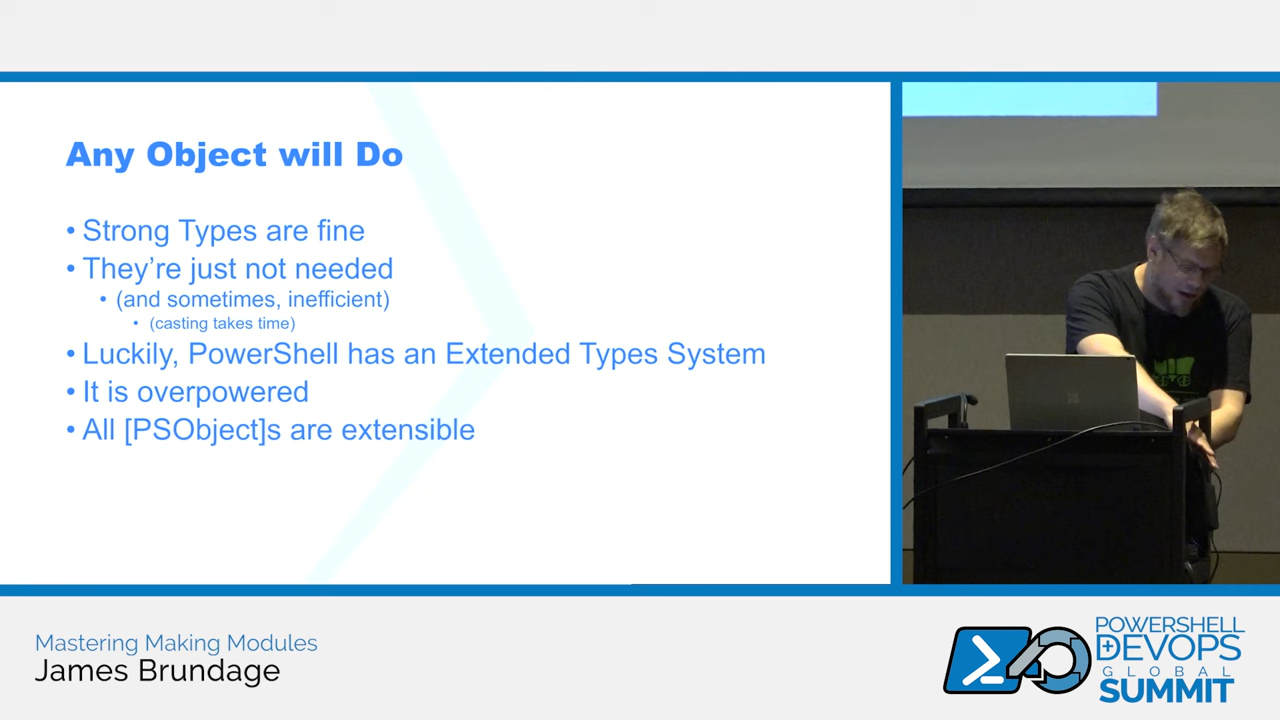 Any Object will Do
• Strong Types are fine
• They’re just not needed
• (and sometimes, inefficient)
• (casting takes time)
• Luckily, PowerShell has an Extended Types System
• It is overpowered
• All [PSObject]s are extensible
Mastering Making Modules
James Brundage
POWERSHELL
DEVOPS
GLOBAL
SUMMIT